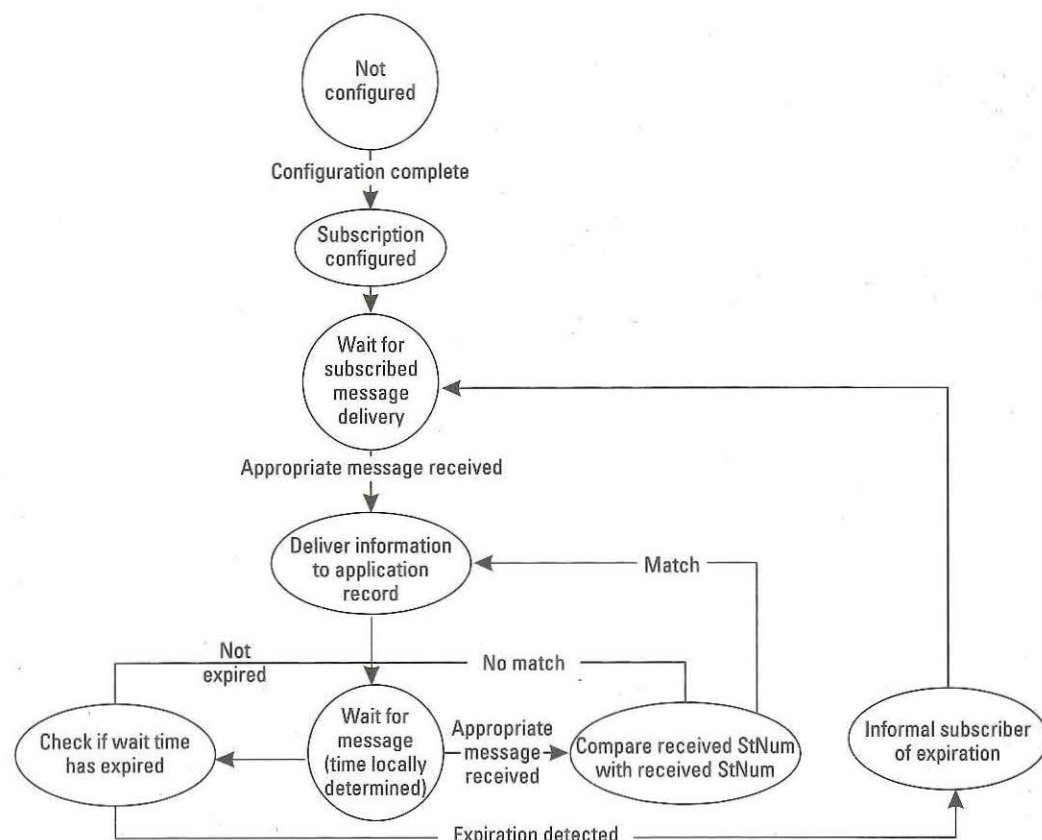 Not
configured
Configuration complete
Subscription
configured
Wait for
subscribed
message
delivery
Appropriate message received
Deliver information
to application
record
Match
Not
expired
No match
Check if wait time
has expired
Wait for
message
(time locally
determined)
Appropriate
message
received
Compare received StNum
with received StNum
Informal subscriber
of expiration
Expiration detected